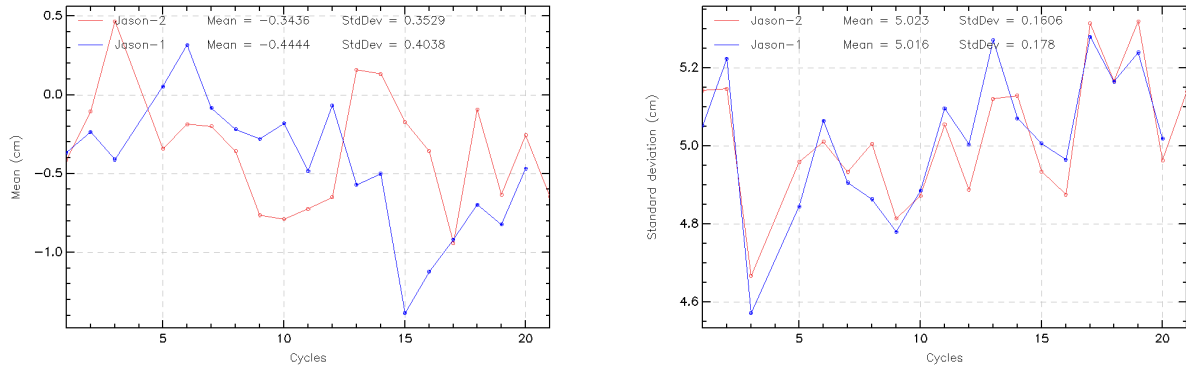 Jason-2 Mean = -0.3436 StdDev = 0.3529
Jason-1 Mean = -0.4444 StdDev = 0.4038
0.5
0.0
-0.5
-1.0
Mean (cm)
5 10 15 20
Cycles
Jason-2 Mean = 5.023 StdDev = 0.1606
Jason-1 Mean = 5.016 StdDev = 0.178
5.2
5.0
4.8
4.6
Standard deviation (cm)
5 10 15 20
Cycles